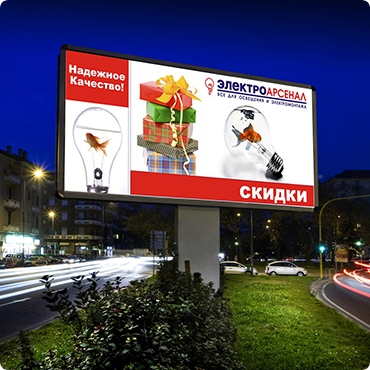 Надежное
Качество!
ЭЛЕКТРОАРСЕНАЛ
ВСЕ ДЛЯ ОСВЕЩЕНИЯ И ЭЛЕКТРОМОНТАЖА
СКИДКИ